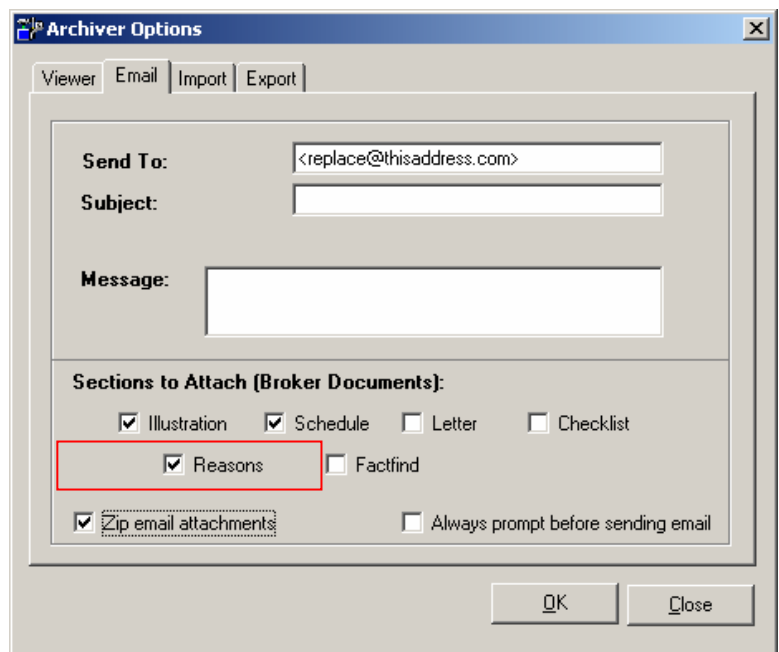 Archiver Options
Viewer Email Import Export
Send To: <replace@thisaddress.com>
Subject:
Message:
Sections to Attach (Broker Documents):
Illustration Schedule Letter Checklist
Reasons Factfind
Zip email attachments Always prompt before sending email
OK Close